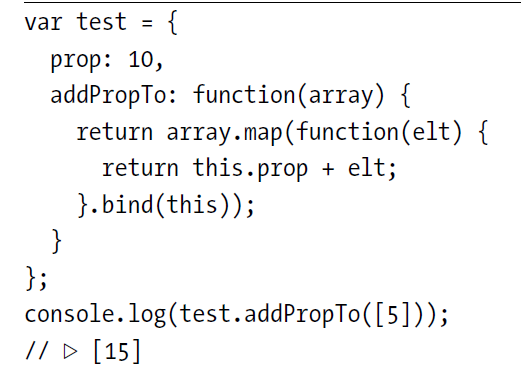 var test = {
  prop: 10,
  addPropTo: function(array) {
    return array.map(function(elt) {
      return this.prop + elt;
    }.bind(this));
  }
};
console.log(test.addPropTo([5]));
// ▷ [15]